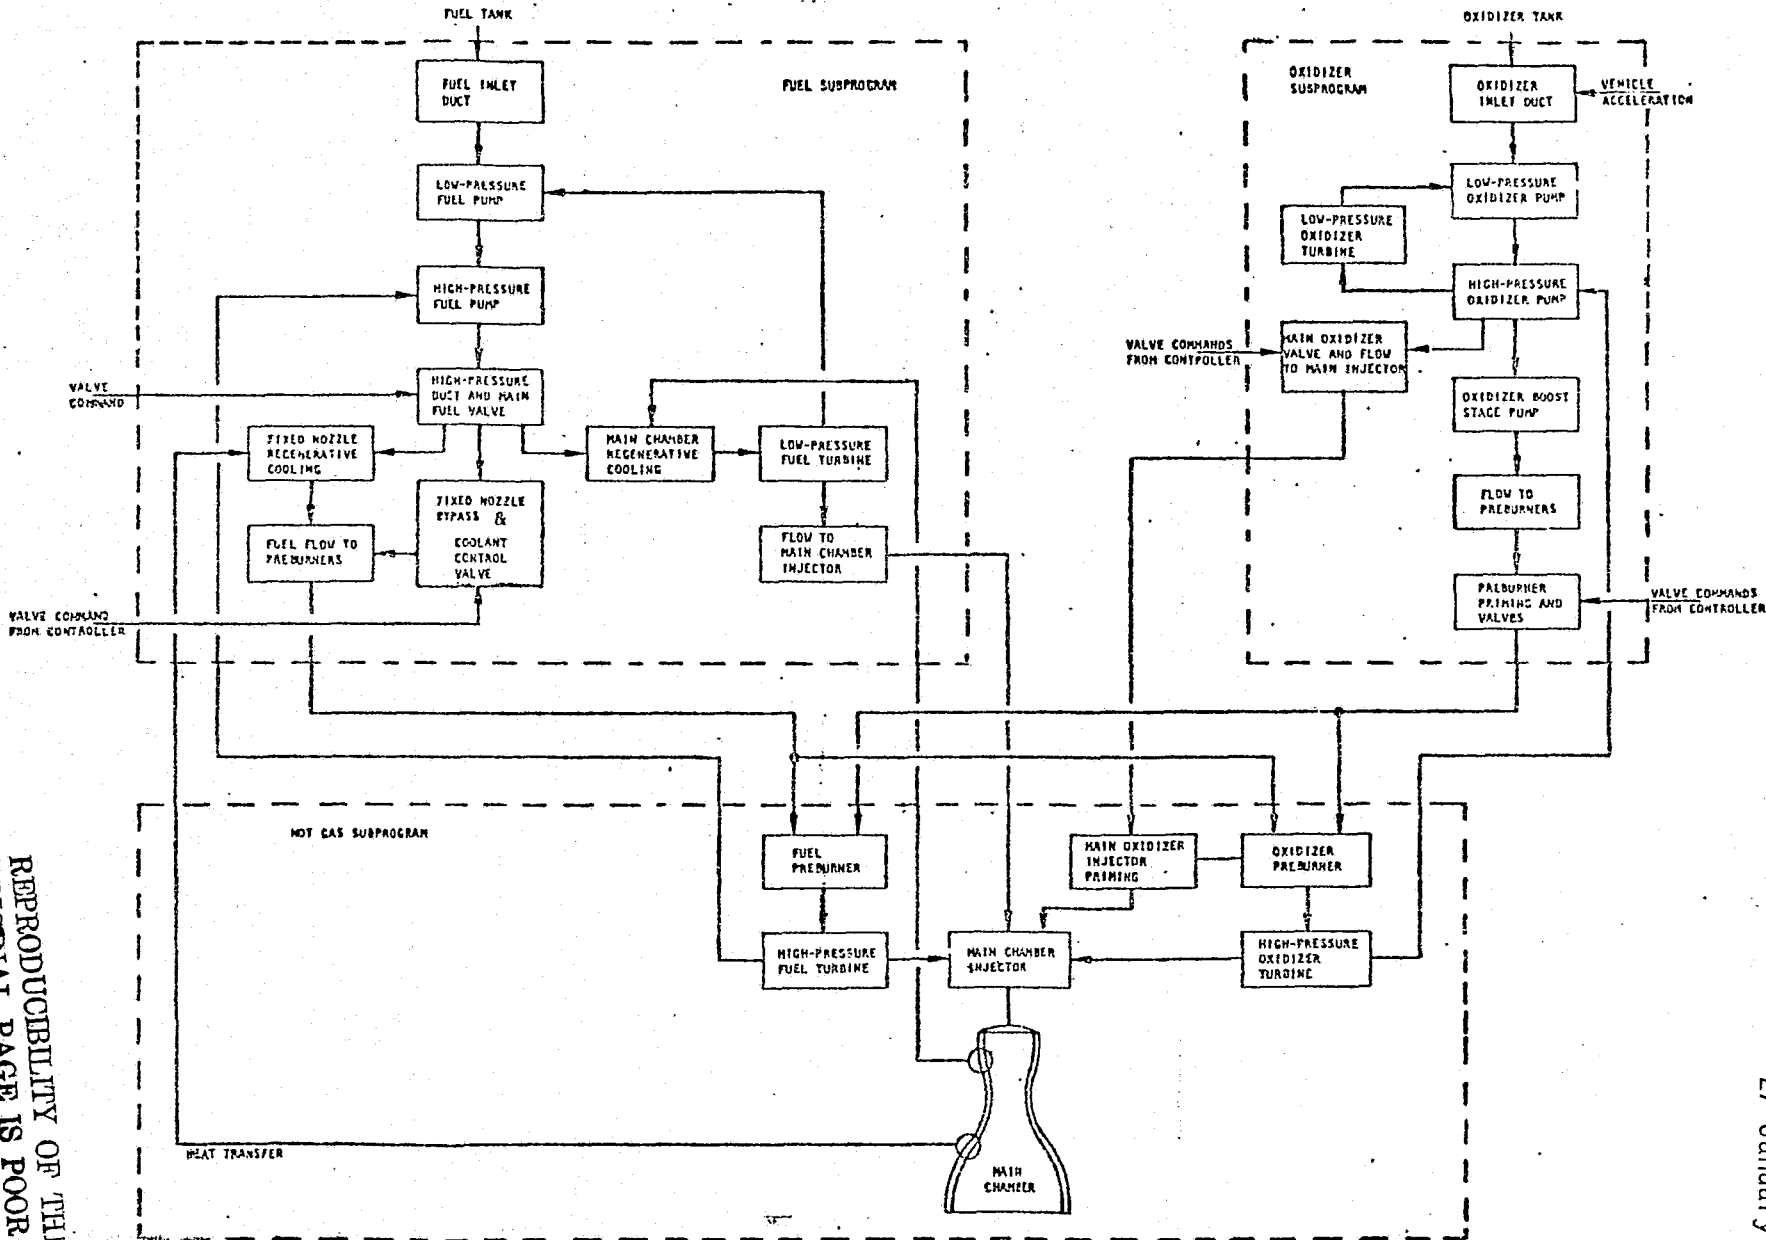 FUEL TANK
OXIDIZER TANK
FUEL INLET
DUCT
FUEL SUBPROGRAM
OXIDIZER
SUBPROGRAM
OXIDIZER
INLET DUCT
VEHICLE
ACCELERATION
LOW-PRESSURE
FUEL PUMP
LOW-PRESSURE
OXIDIZER PUMP
LOW-PRESSURE
OXIDIZER
TURBINE
HIGH-PRESSURE
FUEL PUMP
HIGH-PRESSURE
OXIDIZER PUMP
VALVE COMMANDS
FROM CONTROLLER
MAIN OXIDIZER
VALVE AND FLOW
TO MAIN INJECTOR
VALVE
COMMAND
HIGH-PRESSURE
DUCT AND MAIN
FUEL VALVE
OXIDIZER BOOST
STAGE PUMP
FIXED NOZZLE
REGENERATIVE
COOLING
MAIN CHAMBER
REGENERATIVE
COOLING
LOW-PRESSURE
FUEL TURBINE
FIXED NOZZLE
BYPASS &
COOLANT
CONTROL
VALVE
FLOW TO
PREBURNERS
FUEL FLOW TO
PREBURNERS
FLOW TO
MAIN CHAMBER
INJECTOR
PREBURNER
PRIMING AND
VALVES
VALVE COMMANDS
FROM CONTROLLER
VALVE COMMAND
FROM CONTROLLER
HOT GAS SUBPROGRAM
FUEL
PREBURNER
MAIN OXIDIZER
INJECTOR
PRIMING
OXIDIZER
PREBURNER
HIGH-PRESSURE
FUEL TURBINE
MAIN CHAMBER
INJECTOR
HIGH-PRESSURE
OXIDIZER
TURBINE
HEAT TRANSFER
MAIN
CHAMBER
REPRODUCIBILITY OF THE
PAGE IS POOR
27 January